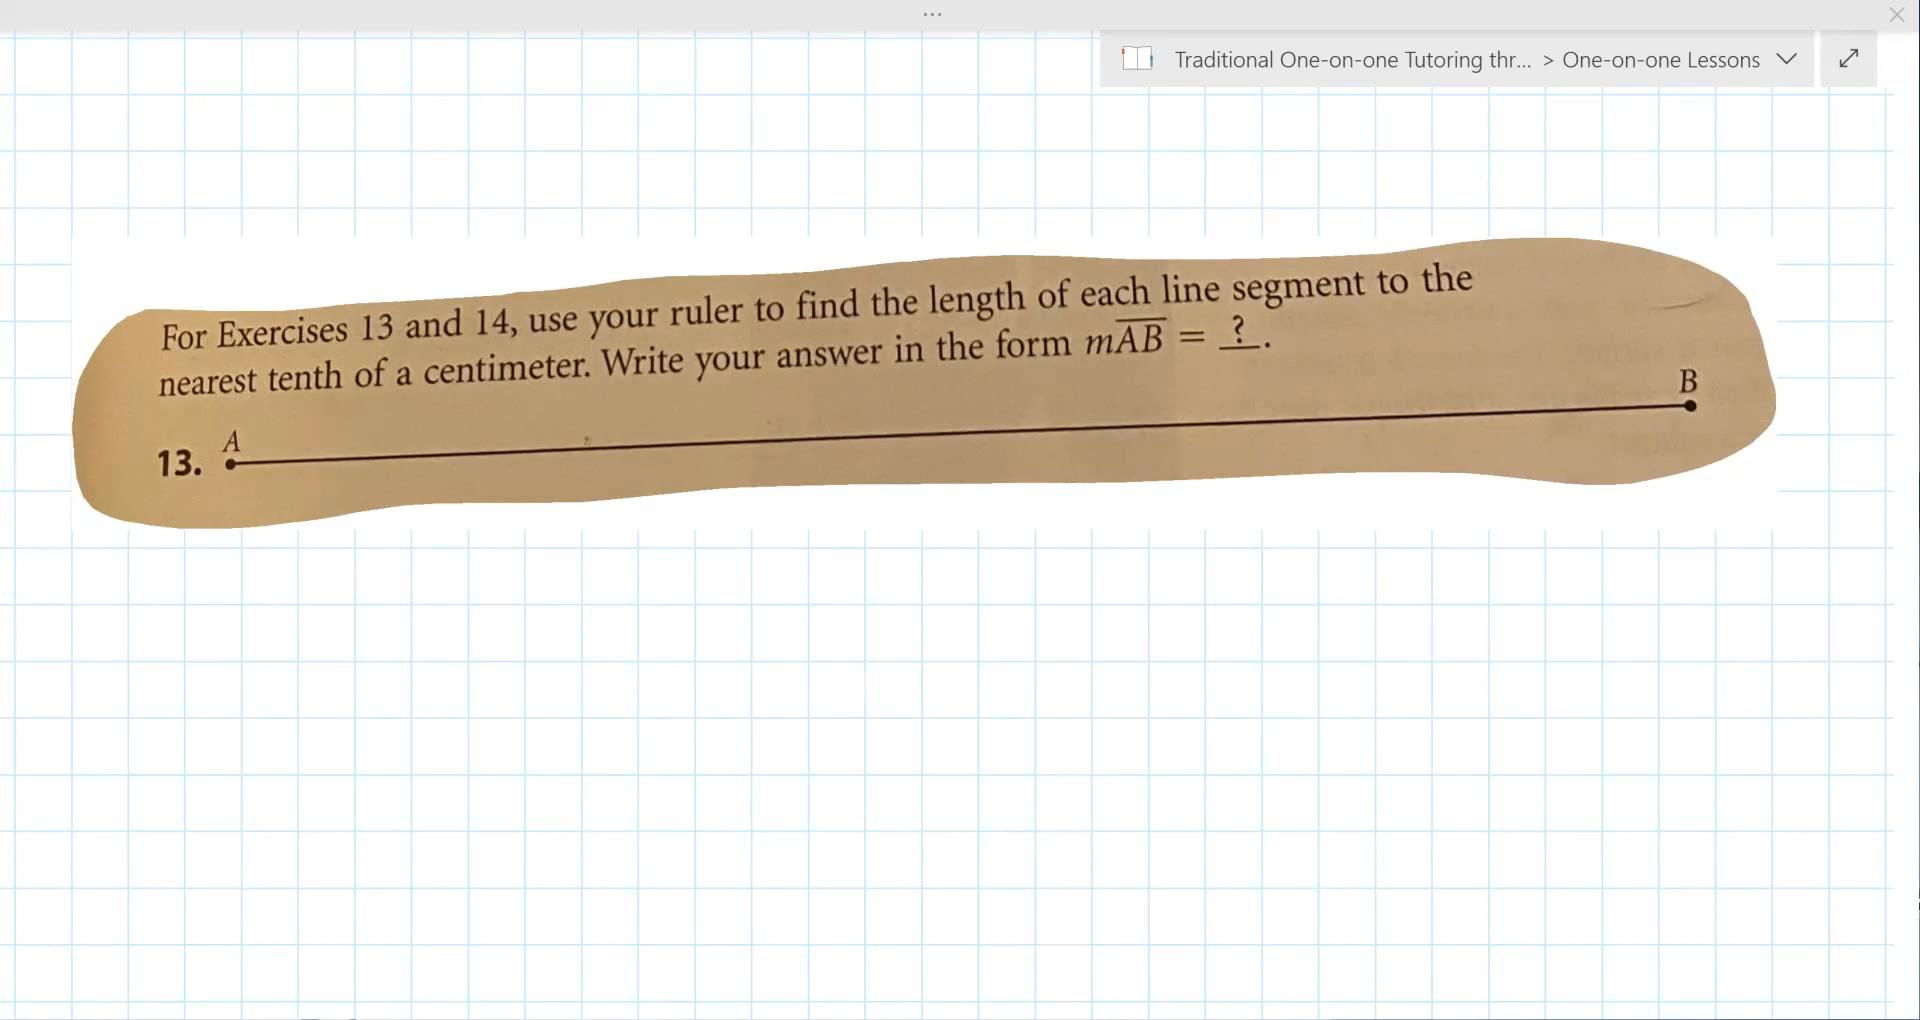 ...
Traditional One-on-one Tutoring thr... > One-on-one Lessons
For Exercises 13 and 14, use your ruler to find the length of each line segment to the
nearest tenth of a centimeter. Write your answer in the form mA̅B̅ = ?.
B
A
13.